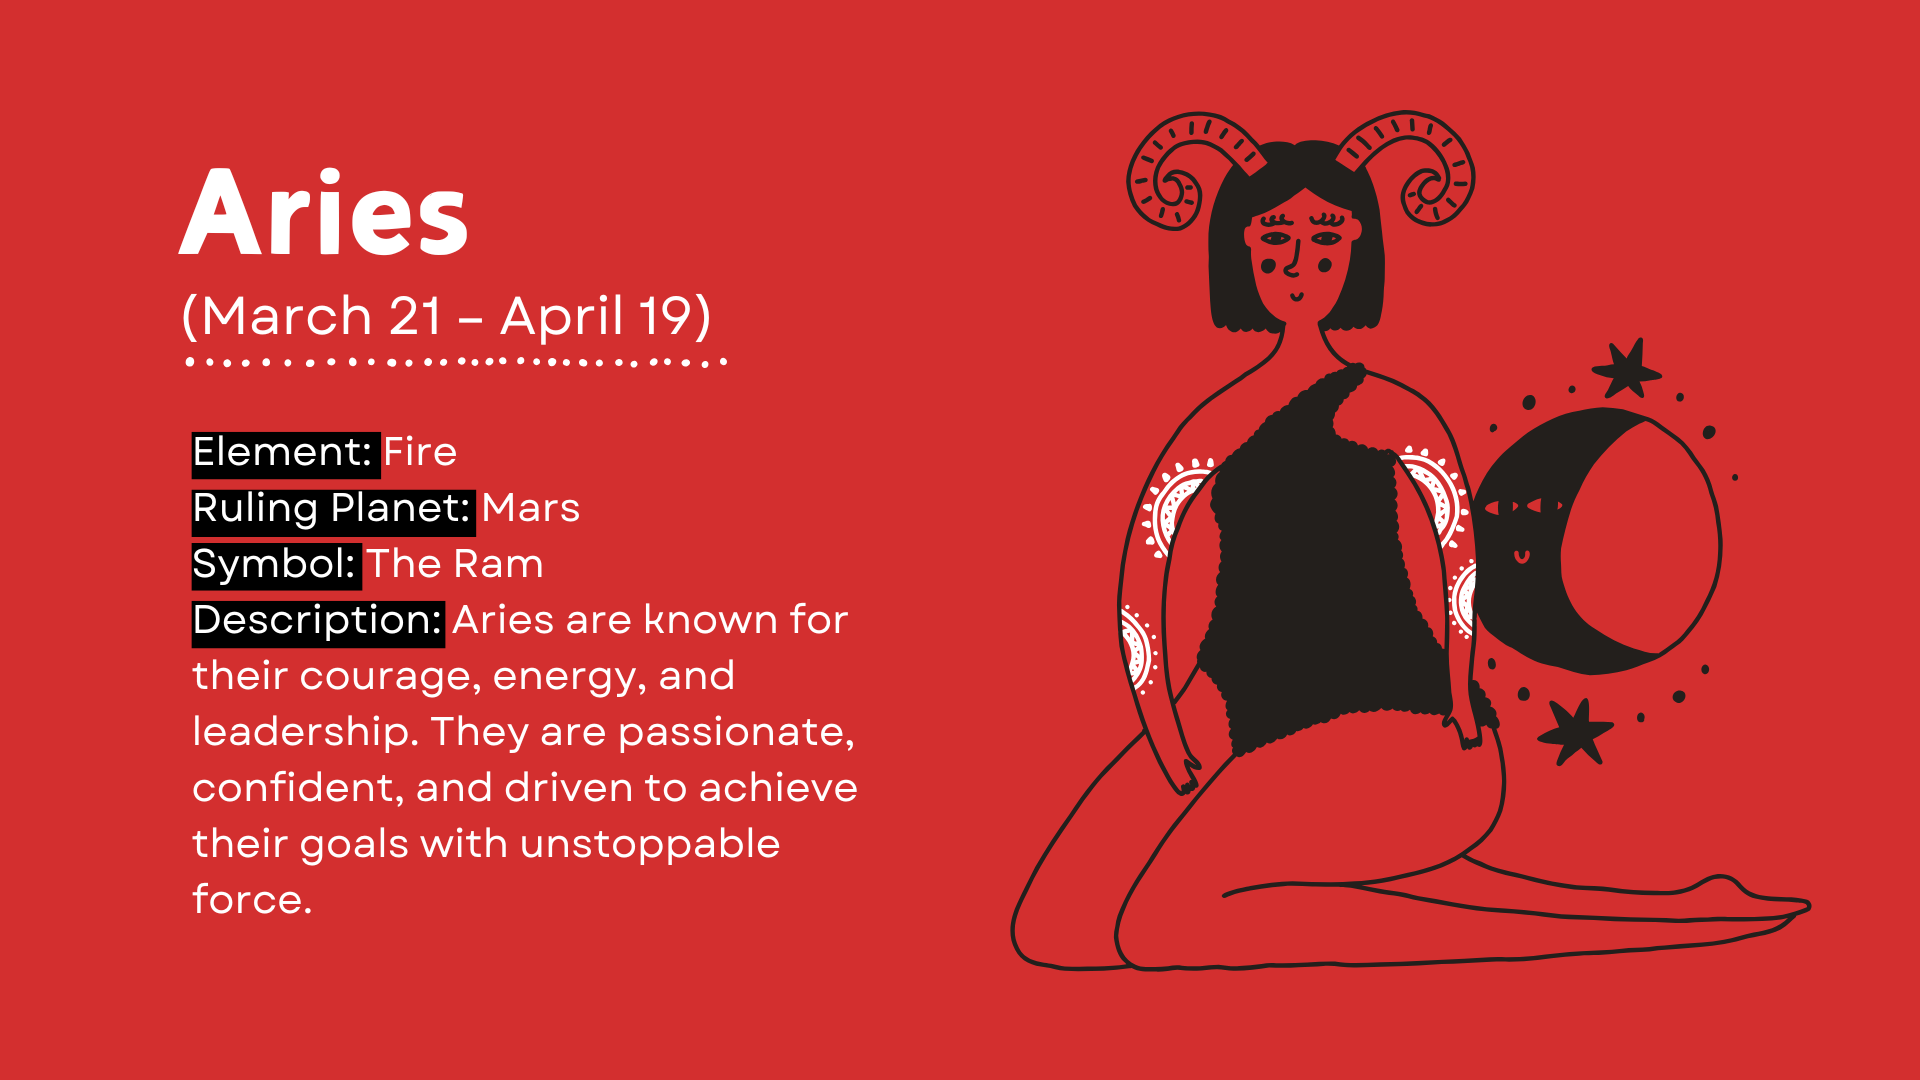 Aries
(March 21 – April 19)
Element: Fire
Ruling Planet: Mars
Symbol: The Ram
Description: Aries are known for
their courage, energy, and
leadership. They are passionate,
confident, and driven to achieve
their goals with unstoppable
force.